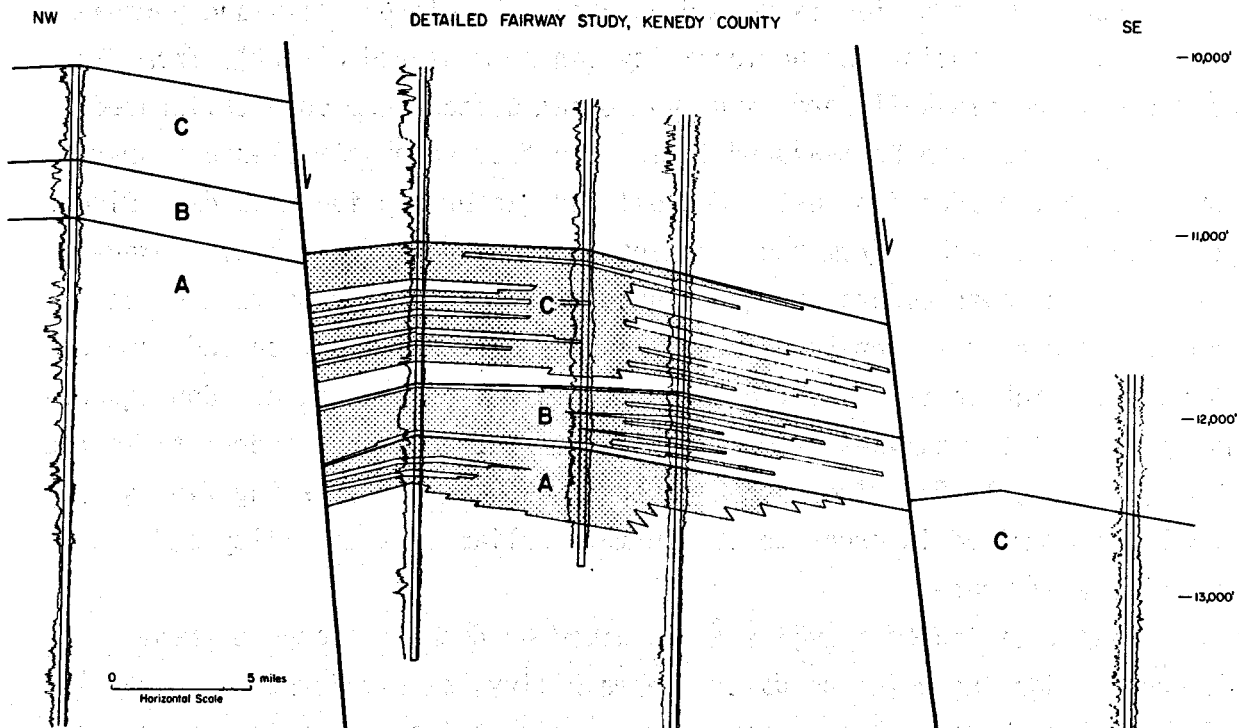 DETAILED FAIRWAY STUDY, KENEDY COUNTY
NW
SE
—10,000'
C
B
—11,000'
A
C
B
—12,000'
A
C
—13,000'
0 5 miles
Horizontal Scale